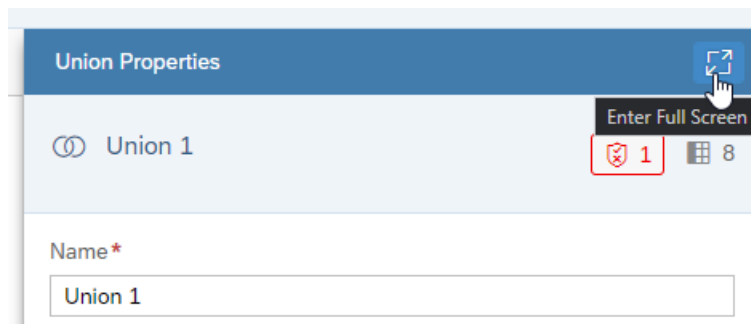 Union Properties
Enter Full Screen
Union 1
1
8
Name*
Union 1